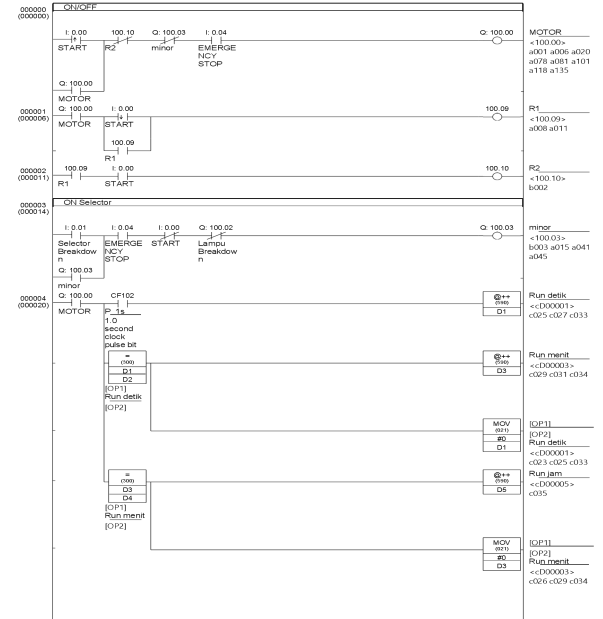 000000
(000000)
ON/OFF
I: 0.00 100.10 Q: 100.03 I: 0.04 Q: 100.00
START R2 minor EMERGE
NCY
STOP
MOTOR
<100.00>
a001 a006 a020
a078 a081 a101
a118 a135
Q: 100.00
MOTOR
000001
(000006)
Q: 100.00 I: 0.00 100.09
MOTOR START
R1
<100.09>
a008 a011
100.09
R1
000002
(000011)
100.09 I: 0.00 100.10
R1 START
R2
<100.10>
b002
000003
(000014)
ON Selector
I: 0.01 I: 0.04 I: 0.00 Q: 100.02 Q: 100.03
Selector
Breakdow
n
EMERGE
NCY
STOP
START
Lampu
Breakdow
n
minor
<100.03>
b003 a015 a041
a045
Q: 100.03
minor
000004
(000020)
Q: 100.00 CF102
MOTOR P_1s
1.0
second
clock
pulse bit
@++
(590)
D1
Run detik
<cD00001>
c025 c027 c033
=
(300)
D1
D2
[OP1]
Run detik
[OP2]
@++
(590)
D3
Run menit
<cD00003>
c029 c031 c034
MOV
(021)
#0
D1
[OP1]
[OP2]
Run detik
<cD00001>
c023 c025 c033
=
(300)
D3
D4
[OP1]
Run menit
[OP2]
@++
(590)
D5
Run jam
<cD00005>
c035
MOV
(021)
#0
D3
[OP1]
[OP2]
Run menit
<cD00003>
c026 c029 c034